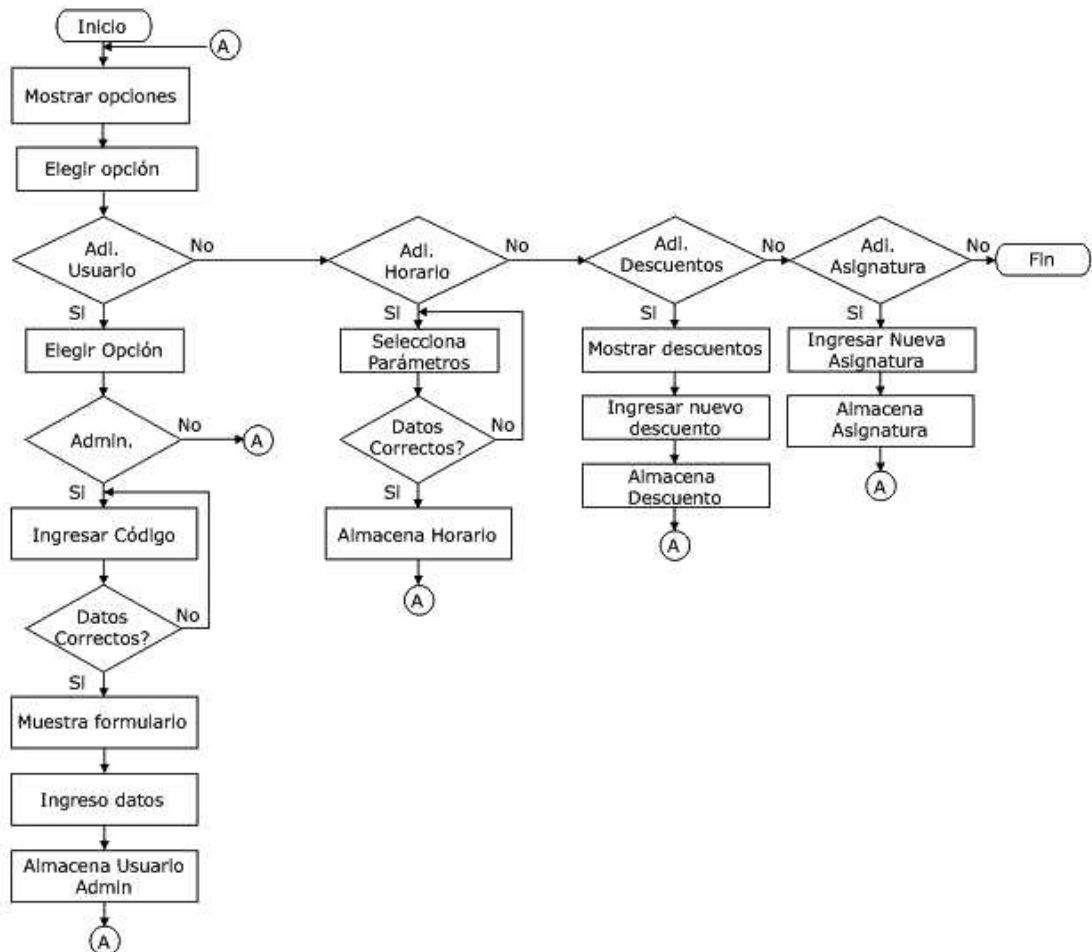 Inicio
A
Mostrar opciones
Elegir opción
Adi.
Usuario
No
Adi.
Horario
No
Adi.
Descuentos
No
Adi.
Asignatura
No
Fin
Si
Elegir Opción
Admin.
No
A
Si
Ingresar Código
Datos
Correctos?
No
Si
Muestra formulario
Ingreso datos
Almacena Usuario
Admin
A
Si
Selecciona
Parámetros
Datos
Correctos?
No
Si
Almacena Horario
A
Si
Mostrar descuentos
Ingresar nuevo
descuento
Almacena
Descuento
A
Si
Ingresar Nueva
Asignatura
Almacena
Asignatura
A